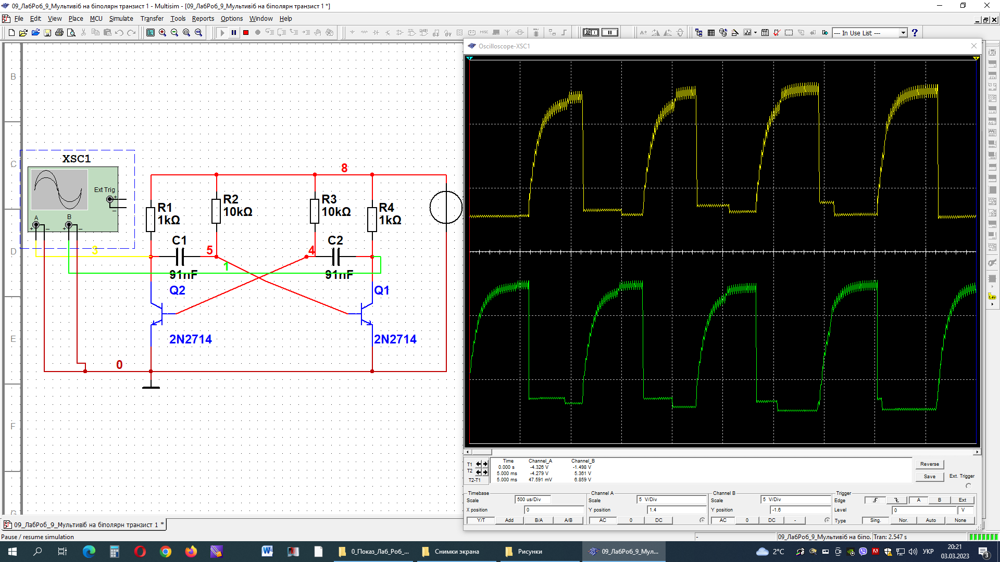 09_ЛабРоб_9_Мультивіб на біполярн транзист 1 - Multisim - [09_ЛабРоб_9_Мультивіб на біполярн транзист 1 *]
File Edit View Place MCU Simulate Transfer Tools Reports Options Window Help
--- In Use List ---
Oscilloscope-XSC1
B
C
D
E
F
G
XSC1
Ext Trig
A
B
8
R1
1kΩ
R2
10kΩ
R3
10kΩ
R4
1kΩ
C1
91nF
C2
91nF
3
5
4
1
Q2
2N2714
Q1
2N2714
0
T1
T2
T2-T1
Time Channel_A Channel_B
0.000 s -4.326 V -1.498 V
5.000 ms -4.279 V 5.361 V
5.000 ms 47.591 mV 6.859 V
Reverse
Save
Ext. Trigger
Timebase
Scale 500 us/Div
X position 0
Y/T Add B/A A/B
Channel A
Scale 5 V/Div
Y position 1.4
AC 0 DC
Channel B
Scale 5 V/Div
Y position -1.6
AC 0 DC -
Trigger
Edge A B Ext
Level 0 V
Type Sing. Nor. Auto None
09_ЛабРоб_9_Мультивіб на біполярн транзист 1 *
Pause / resume simulation
-
09_ЛабРоб_9_Мультивіб на біпо. Tran: 2.547 s
0_Показ_Лаб_Роб_...
Снимки экрана
Рисунки
09_ЛабРоб_9_Мул...
2°C
УКР
20:21
03.03.2023
3